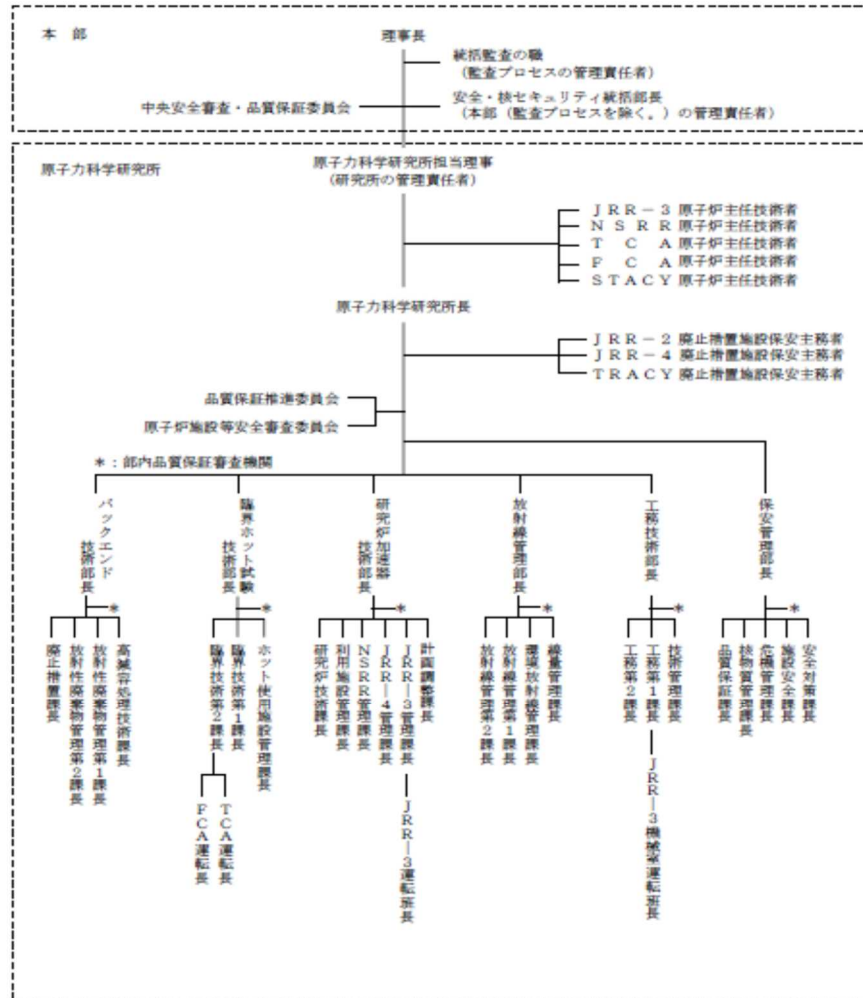 本 部
理事長
統括監査の職
(監査プロセスの管理責任者)
中央安全審査・品質保証委員会
安全・核セキュリティ統括部長
(本部(監査プロセスを除く。)の管理責任者)
原子力科学研究所
原子力科学研究所担当理事
(研究所の管理責任者)
JRR-3 原子炉主任技術者
NSRR 原子炉主任技術者
TCA 原子炉主任技術者
FCA 原子炉主任技術者
STACY 原子炉主任技術者
原子力科学研究所長
JRR-2 廃止措置施設保安主務者
JRR-4 廃止措置施設保安主務者
TRACY 廃止措置施設保安主務者
品質保証推進委員会
原子炉施設等安全審査委員会
*:部内品質保証審査機関
バックエンド
技術部長
臨界ホット試験
技術部長
研究炉加速器
技術部長
放射線管理部長
工務技術部長
保安管理部長
*
*
*
*
*
*
廃止措置課長
放射性廃棄物管理第2課長
放射性廃棄物管理第1課長
高減容処理技術課長
臨界技術第2課長
臨界技術第1課長
ホット使用施設管理課長
研究炉技術課長
利用施設管理課長
NSRR管理課長
JRR-4管理課長
JRR-3管理課長
計画調整課長
放射線管理第2課長
放射線管理第1課長
環境放射線管理課長
線量管理課長
工務第2課長
工務第1課長
技術管理課長
品質保証課長
核物質管理課長
危機管理課長
施設安全課長
安全対策課長
FCA運転長
TCA運転長
JRR-3運転班長
JRR-3機械室運転班長